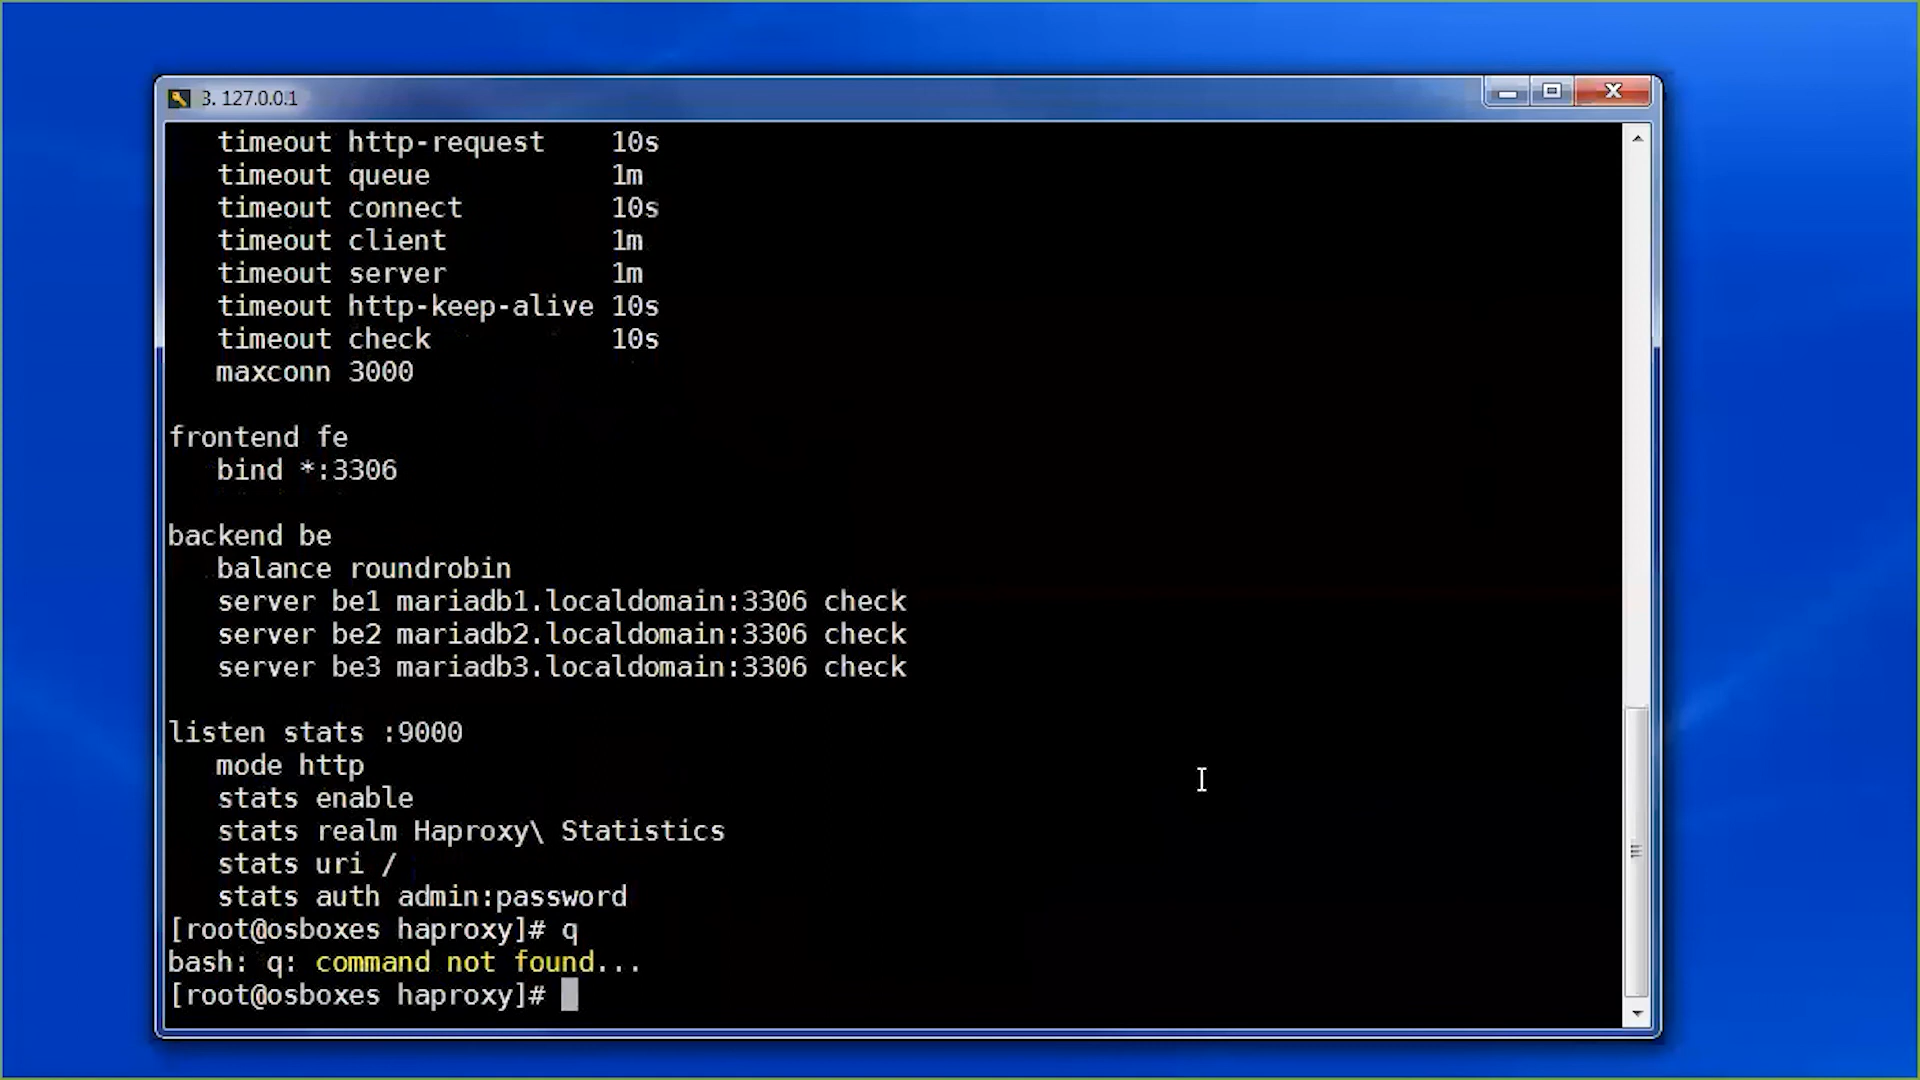 3. 127.0.0.1
timeout http-request 10s
timeout queue 1m
timeout connect 10s
timeout client 1m
timeout server 1m
timeout http-keep-alive 10s
timeout check 10s
maxconn 3000
frontend fe
bind *:3306
backend be
balance roundrobin
server be1 mariadb1.localdomain:3306 check
server be2 mariadb2.localdomain:3306 check
server be3 mariadb3.localdomain:3306 check
listen stats :9000
mode http
stats enable
stats realm Haproxy\ Statistics
stats uri /
stats auth admin:password
[root@osboxes haproxy]# q
bash: q: command not found...
[root@osboxes haproxy]#